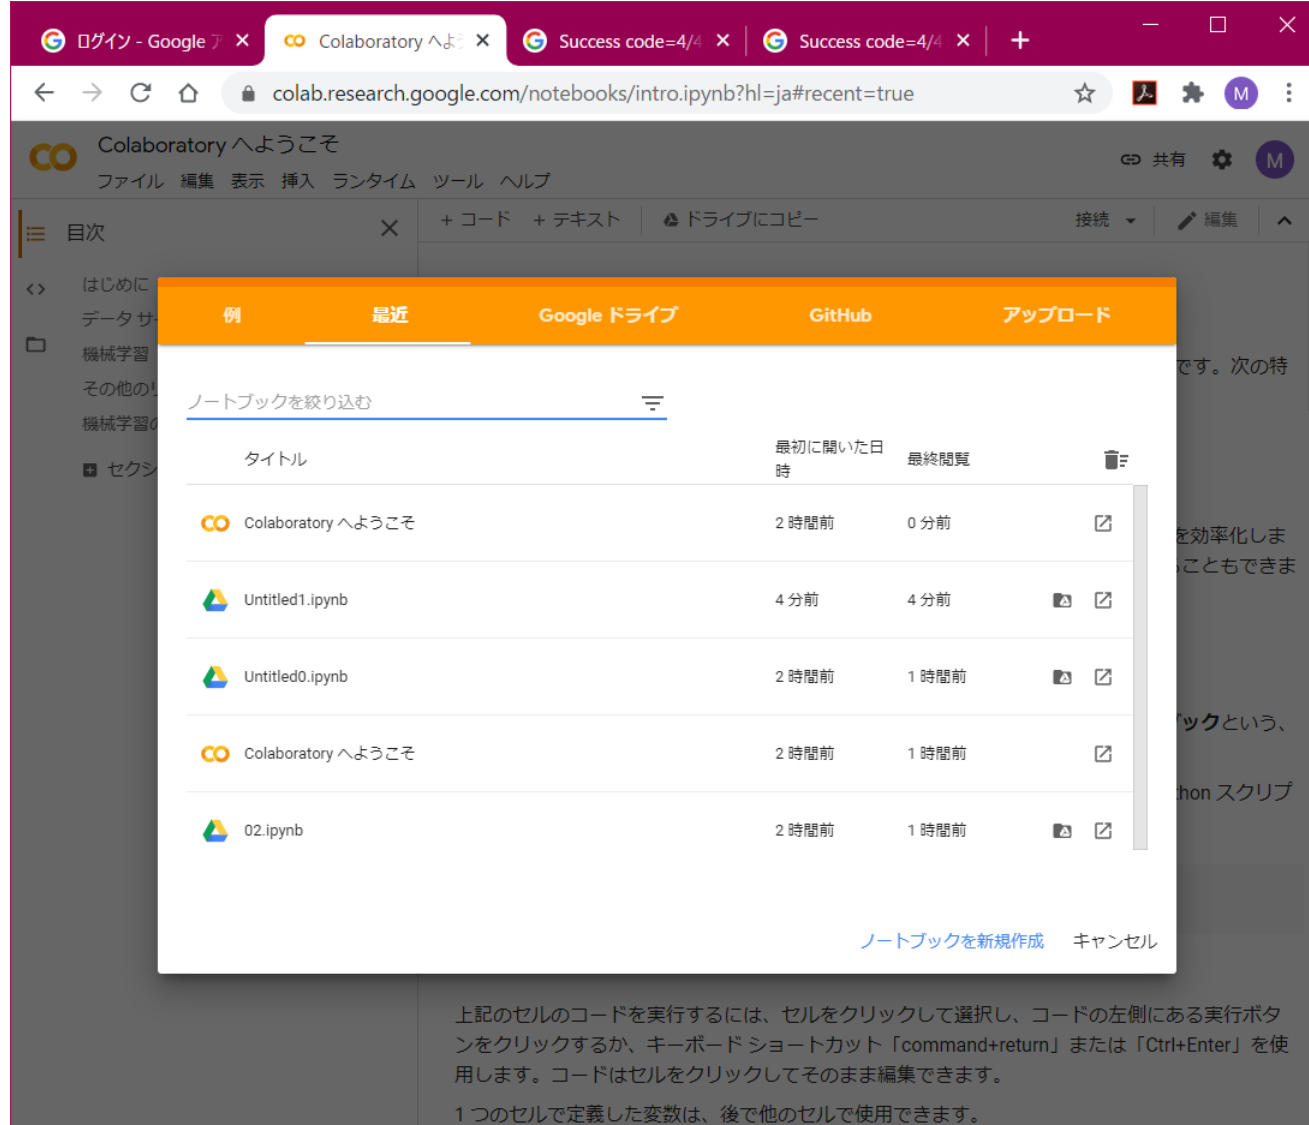 ログイン - Google ア
Colaboratory へよ
Success code=4/4
Success code=4/4
colab.research.google.com/notebooks/intro.ipynb?hl=ja#recent=true
M
Colaboratory へようこそ
ファイル 編集 表示 挿入 ランタイム ツール ヘルプ
共有
M
目次
+ コード + テキスト ドライブにコピー
接続 編集
はじめに
データ サ
機械学習
その他のリ
機械学習の
セクシ
例 最近 Google ドライブ GitHub アップロード
ノートブックを絞り込む
タイトル 最初に開いた日時 最終閲覧
Colaboratory へようこそ 2 時間前 0 分前
Untitled1.ipynb 4 分前 4 分前
Untitled0.ipynb 2 時間前 1 時間前
Colaboratory へようこそ 2 時間前 1 時間前
02.ipynb 2 時間前 1 時間前
ノートブックを新規作成 キャンセル
です。次の特
を効率化しま
こともできま
ックという、
thon スクリプ
上記のセルのコードを実行するには、セルをクリックして選択し、コードの左側にある実行ボタ
ンをクリックするか、キーボード ショートカット「command+return」または「Ctrl+Enter」を使
用します。コードはセルをクリックしてそのまま編集できます。
1 つのセルで定義した変数は、後で他のセルで使用できます。